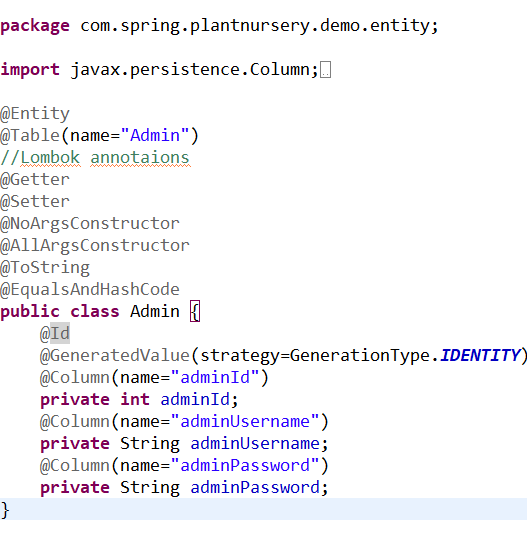 package com.spring.plantnursery.demo.entity;
import javax.persistence.Column;
@Entity
@Table(name="Admin")
//Lombok annotaions
@Getter
@Setter
@NoArgsConstructor
@AllArgsConstructor
@ToString
@EqualsAndHashCode
public class Admin {
@Id
@GeneratedValue(strategy=GenerationType.IDENTITY)
@Column(name="adminId")
private int adminId;
@Column(name="adminUsername")
private String adminUsername;
@Column(name="adminPassword")
private String adminPassword;
}